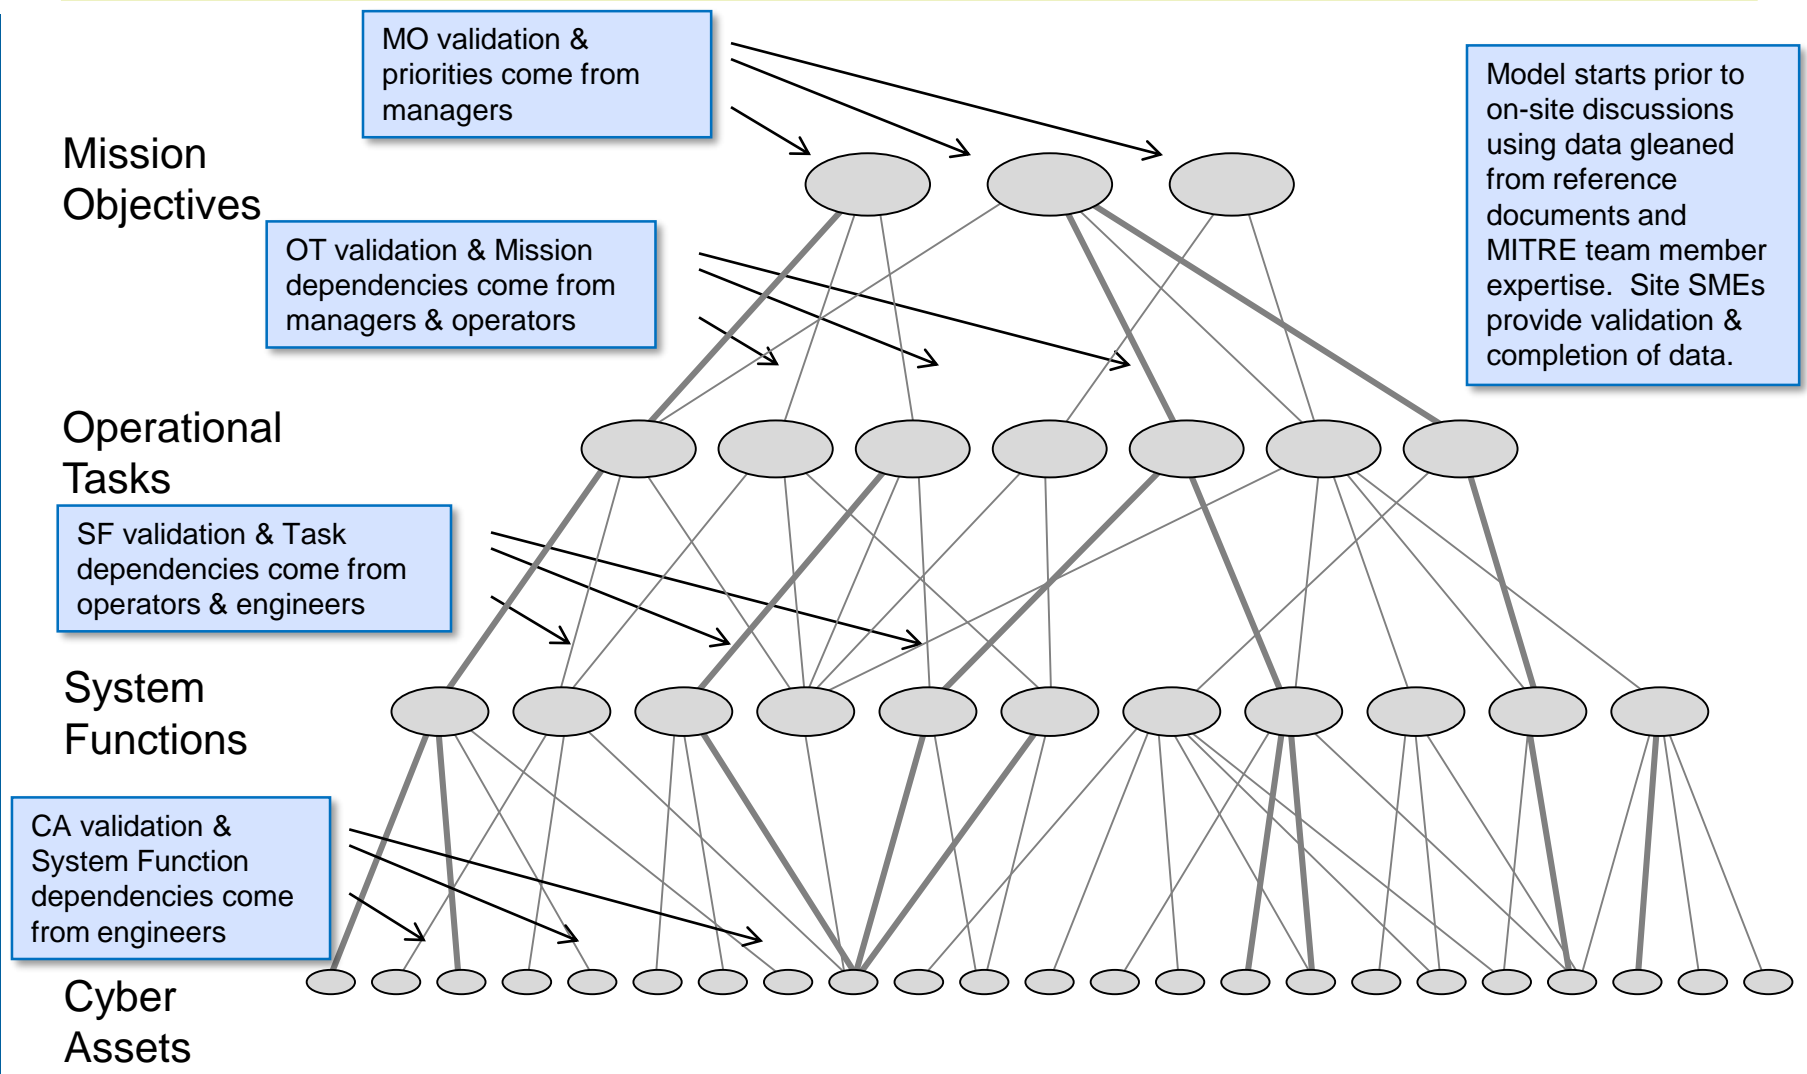 MO validation &
priorities come from
managers
Model starts prior to
on-site discussions
using data gleaned
from reference
documents and
MITRE team member
expertise.  Site SMEs
provide validation &
completion of data.
Mission
Objectives
OT validation & Mission
dependencies come from
managers & operators
Operational
Tasks
SF validation & Task
dependencies come from
operators & engineers
System
Functions
CA validation &
System Function
dependencies come
from engineers
Cyber
Assets